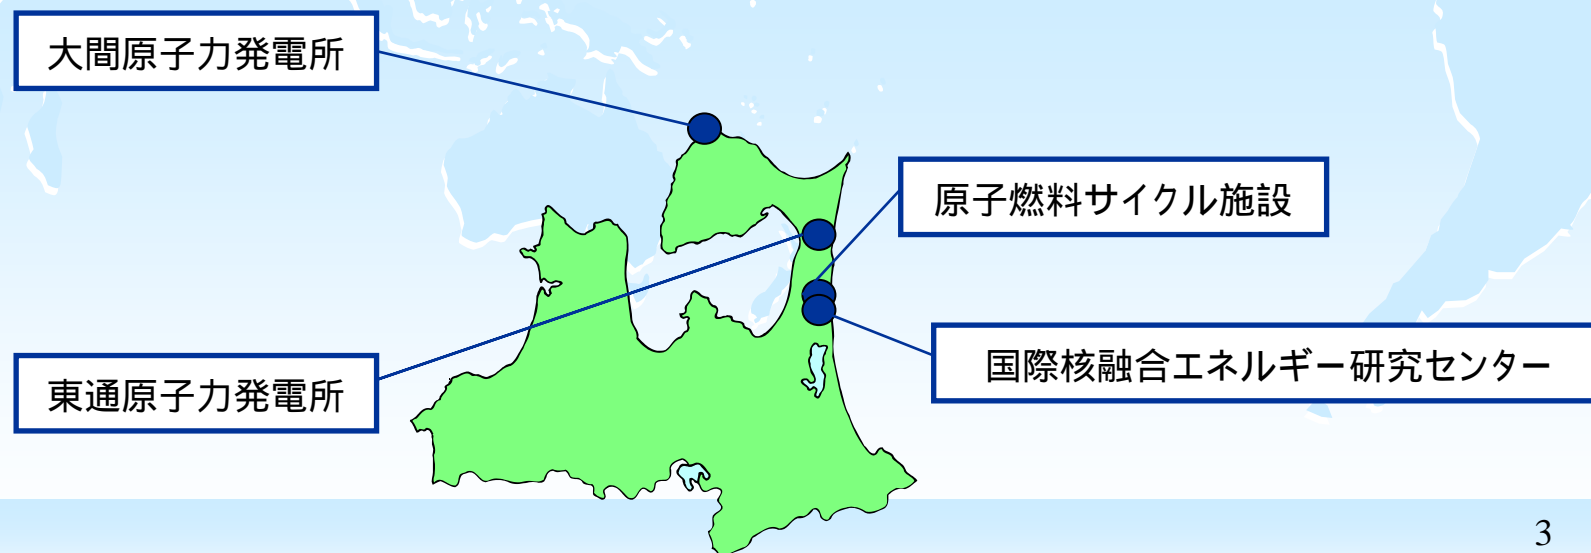 大間原子力発電所
原子燃料サイクル施設
国際核融合エネルギー研究センター
東通原子力発電所
3